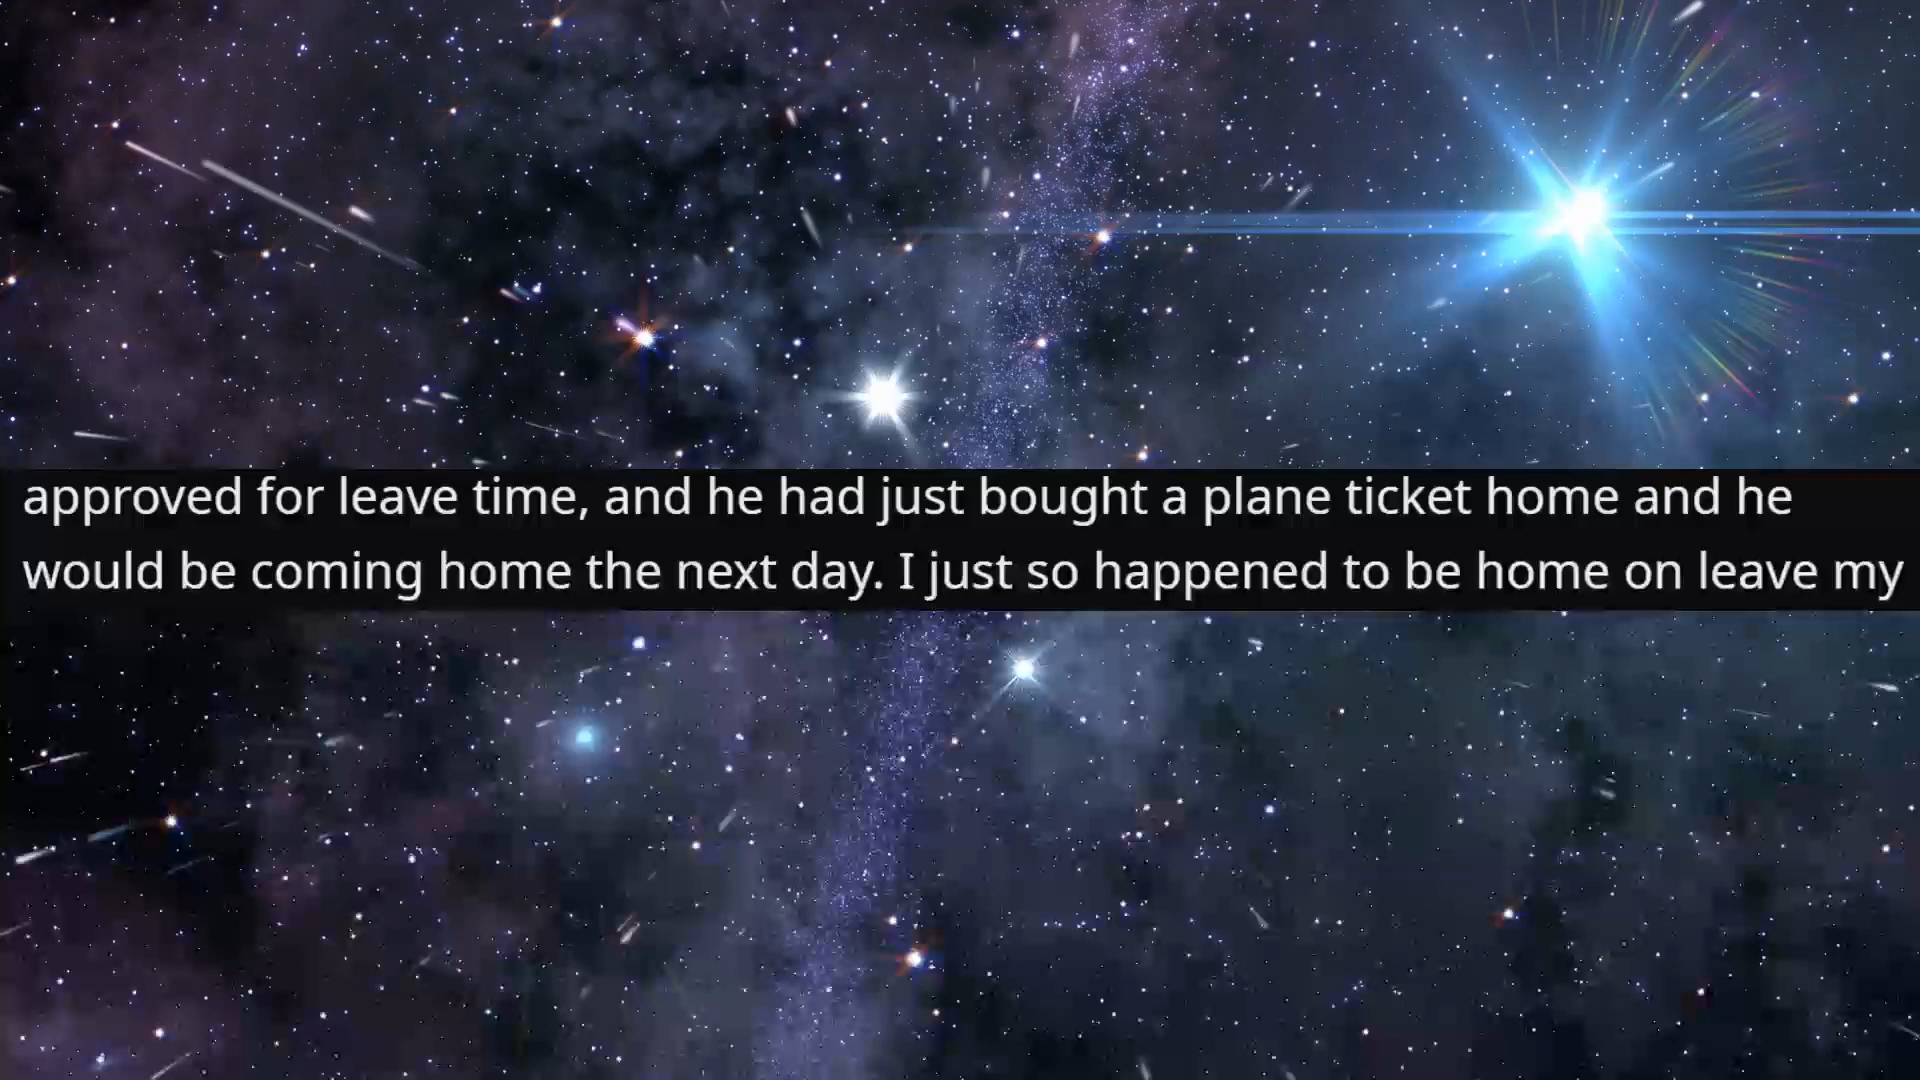 approved for leave time, and he had just bought a plane ticket home and he
would be coming home the next day. I just so happened to be home on leave my